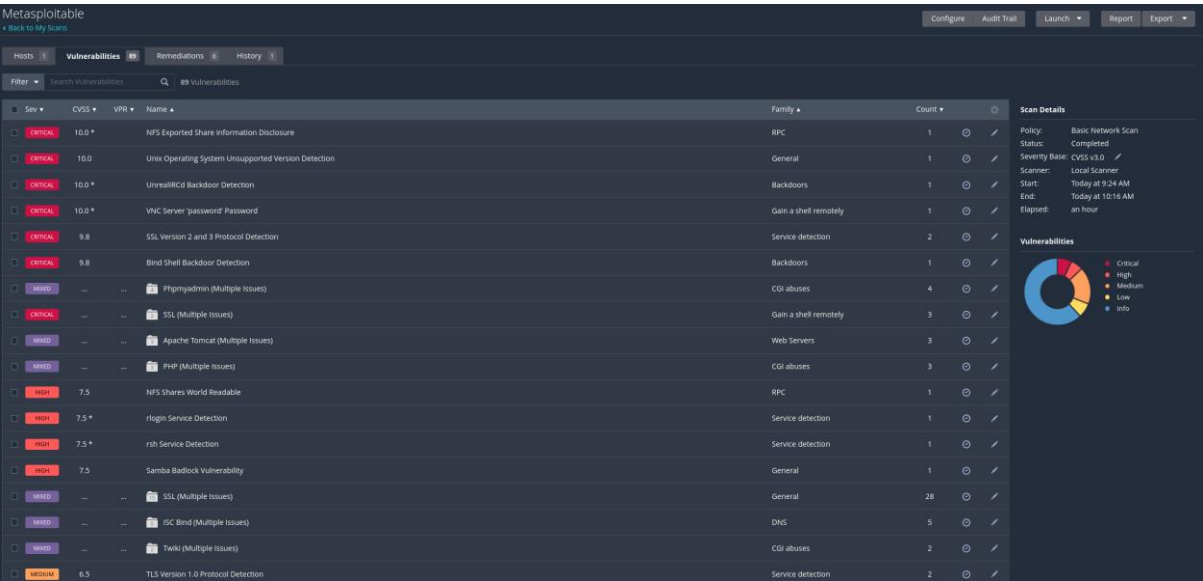 Metasploitable
Back to My Scans
Configure Audit Trail Launch Report Export
Hosts 1 Vulnerabilities 89 Remediations 6 History 1
Filter Search Vulnerabilities 89 Vulnerabilities
Sev CVSS VPR Name Family Count
CRITICAL 10.0 * NFS Exported Share Information Disclosure RPC 1
CRITICAL 10.0 Unix Operating System Unsupported Version Detection General 1
CRITICAL 10.0 * UnrealIRCd Backdoor Detection Backdoors 1
CRITICAL 10.0 * VNC Server 'password' Password Gain a shell remotely 1
CRITICAL 9.8 SSL Version 2 and 3 Protocol Detection Service detection 2
CRITICAL 9.8 Bind Shell Backdoor Detection Backdoors 1
MIXED ... ... Phpmyadmin (Multiple Issues) CGI abuses 4
CRITICAL ... ... SSL (Multiple Issues) Gain a shell remotely 3
MIXED ... ... Apache Tomcat (Multiple Issues) Web Servers 3
MIXED ... ... PHP (Multiple Issues) CGI abuses 3
HIGH 7.5 NFS Shares World Readable RPC 1
HIGH 7.5 * rlogin Service Detection Service detection 1
HIGH 7.5 * rsh Service Detection Service detection 1
HIGH 7.5 Samba Badlock Vulnerability General 1
MIXED ... ... SSL (Multiple Issues) General 28
MIXED ... ... ISC Bind (Multiple Issues) DNS 5
MIXED ... ... Twiki (Multiple Issues) CGI abuses 2
MEDIUM 6.5 TLS Version 1.0 Protocol Detection Service detection 2
Scan Details
Policy: Basic Network Scan
Status: Completed
Severity Base: CVSS v3.0
Scanner: Local Scanner
Start: Today at 9:24 AM
End: Today at 10:16 AM
Elapsed: an hour
Vulnerabilities
Critical
High
Medium
Low
Info